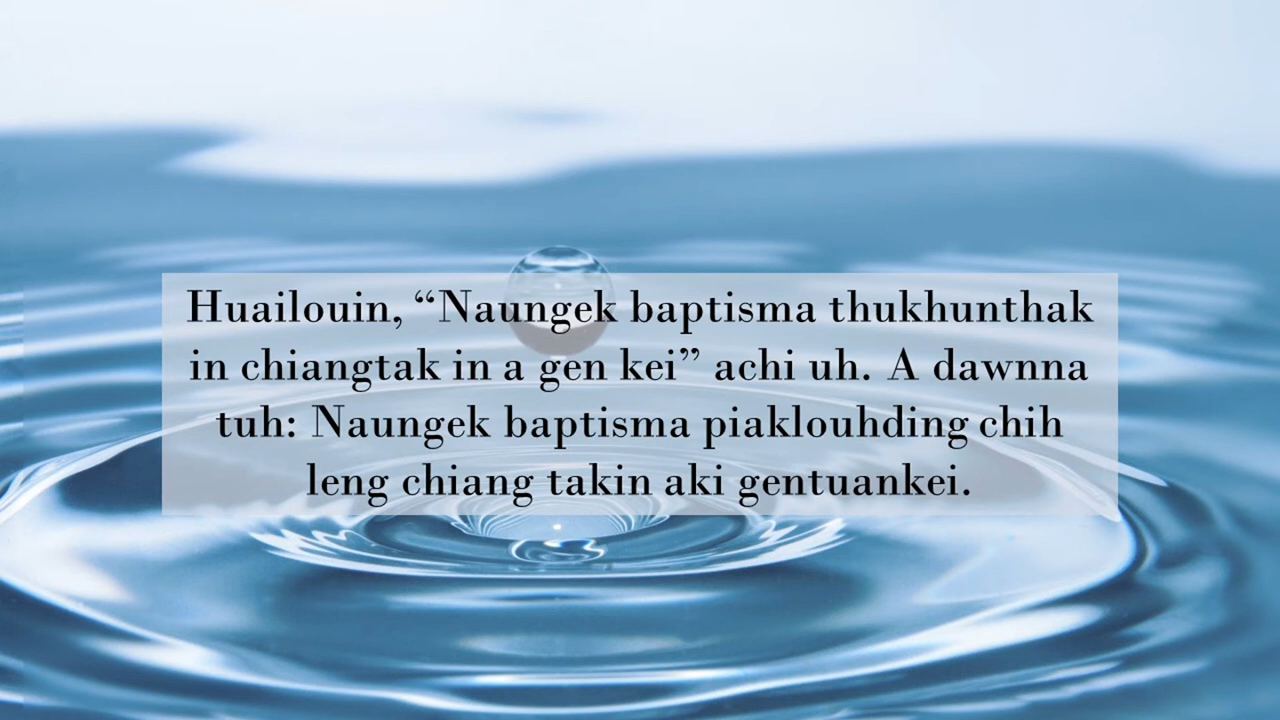 Huailouin, “Naungek baptisma thukhunthak
in chiangtak in a gen kei” achi uh. A dawnna
tuh: Naungek baptisma piaklouhding chih
leng chiang takin aki gentuankei.